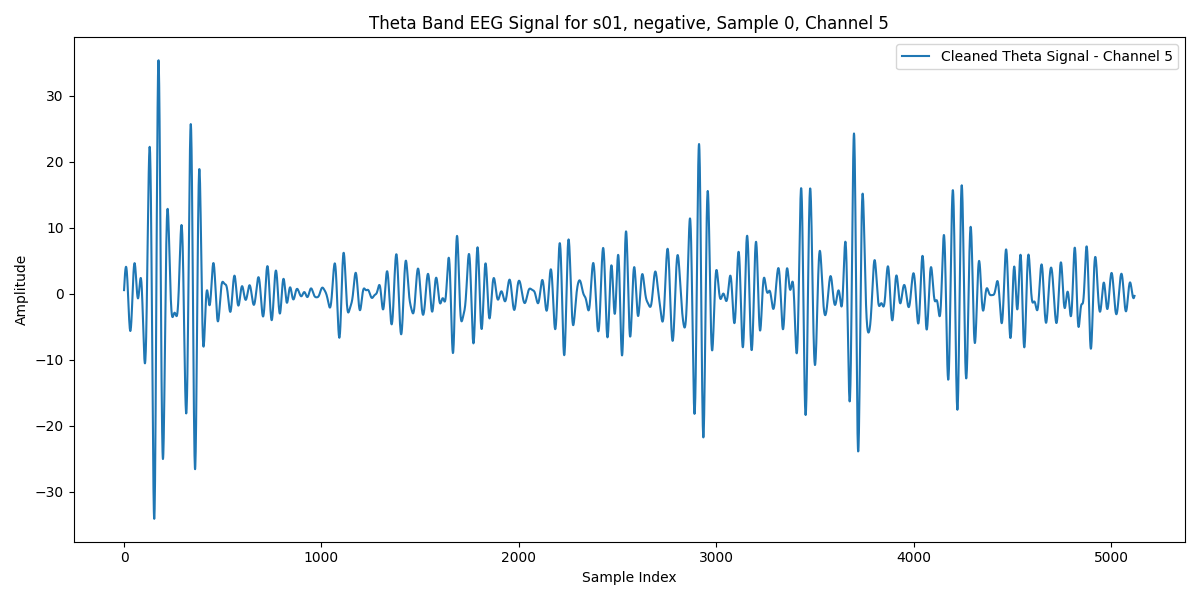 Theta Band EEG Signal for s01, negative, Sample 0, Channel 5
Cleaned Theta Signal - Channel 5
Amplitude
30
20
10
0
−10
−20
−30
0 1000 2000 3000 4000 5000
Sample Index